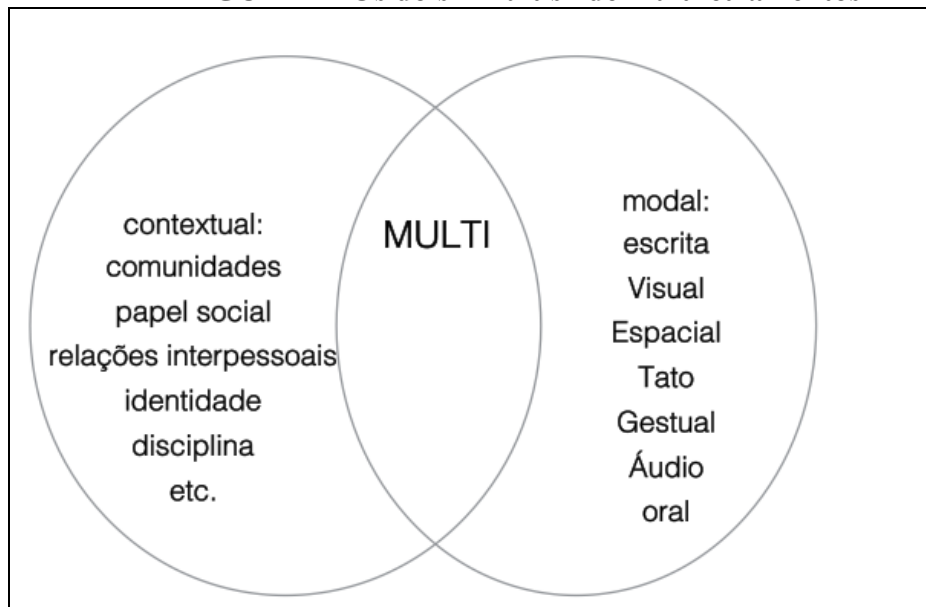 contextual:
comunidades
papel social
relações interpessoais
identidade
disciplina
etc.
MULTI
modal:
escrita
Visual
Espacial
Tato
Gestual
Áudio
oral